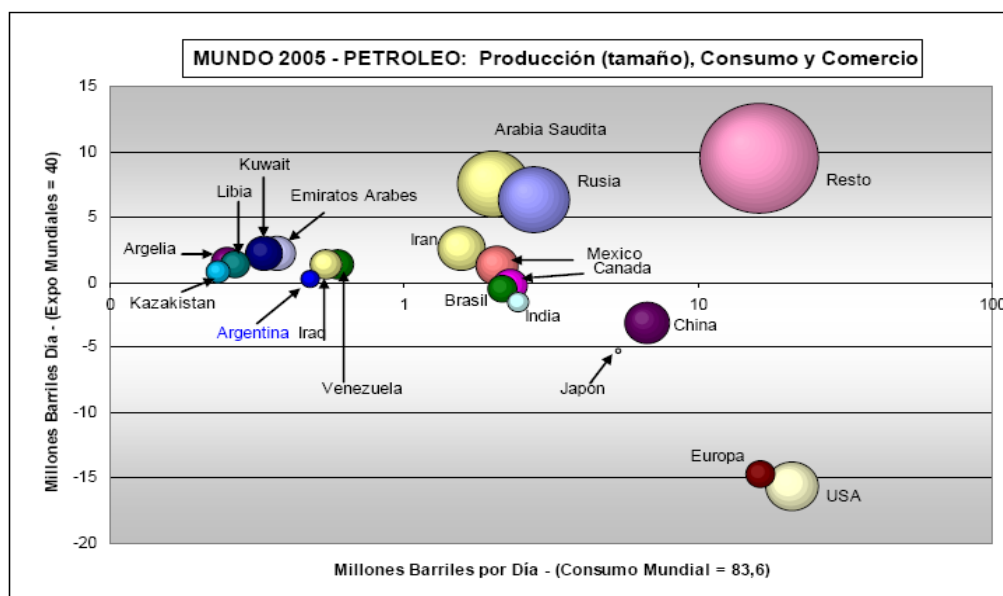 MUNDO 2005 - PETROLEO: Producción (tamaño), Consumo y Comercio
Millones Barriles Día - (Expo Mundiales = 40)
15
10
5
0
-5
-10
-15
-20
Arabia Saudita
Kuwait
Rusia
Resto
Libia
Emiratos Arabes
Argelia
Iran
Mexico
Canada
Kazakistan
Brasil
India
0
1
10
100
Argentina
Iraq
China
Venezuela
Japón
Europa
USA
Millones Barriles por Día - (Consumo Mundial = 83,6)